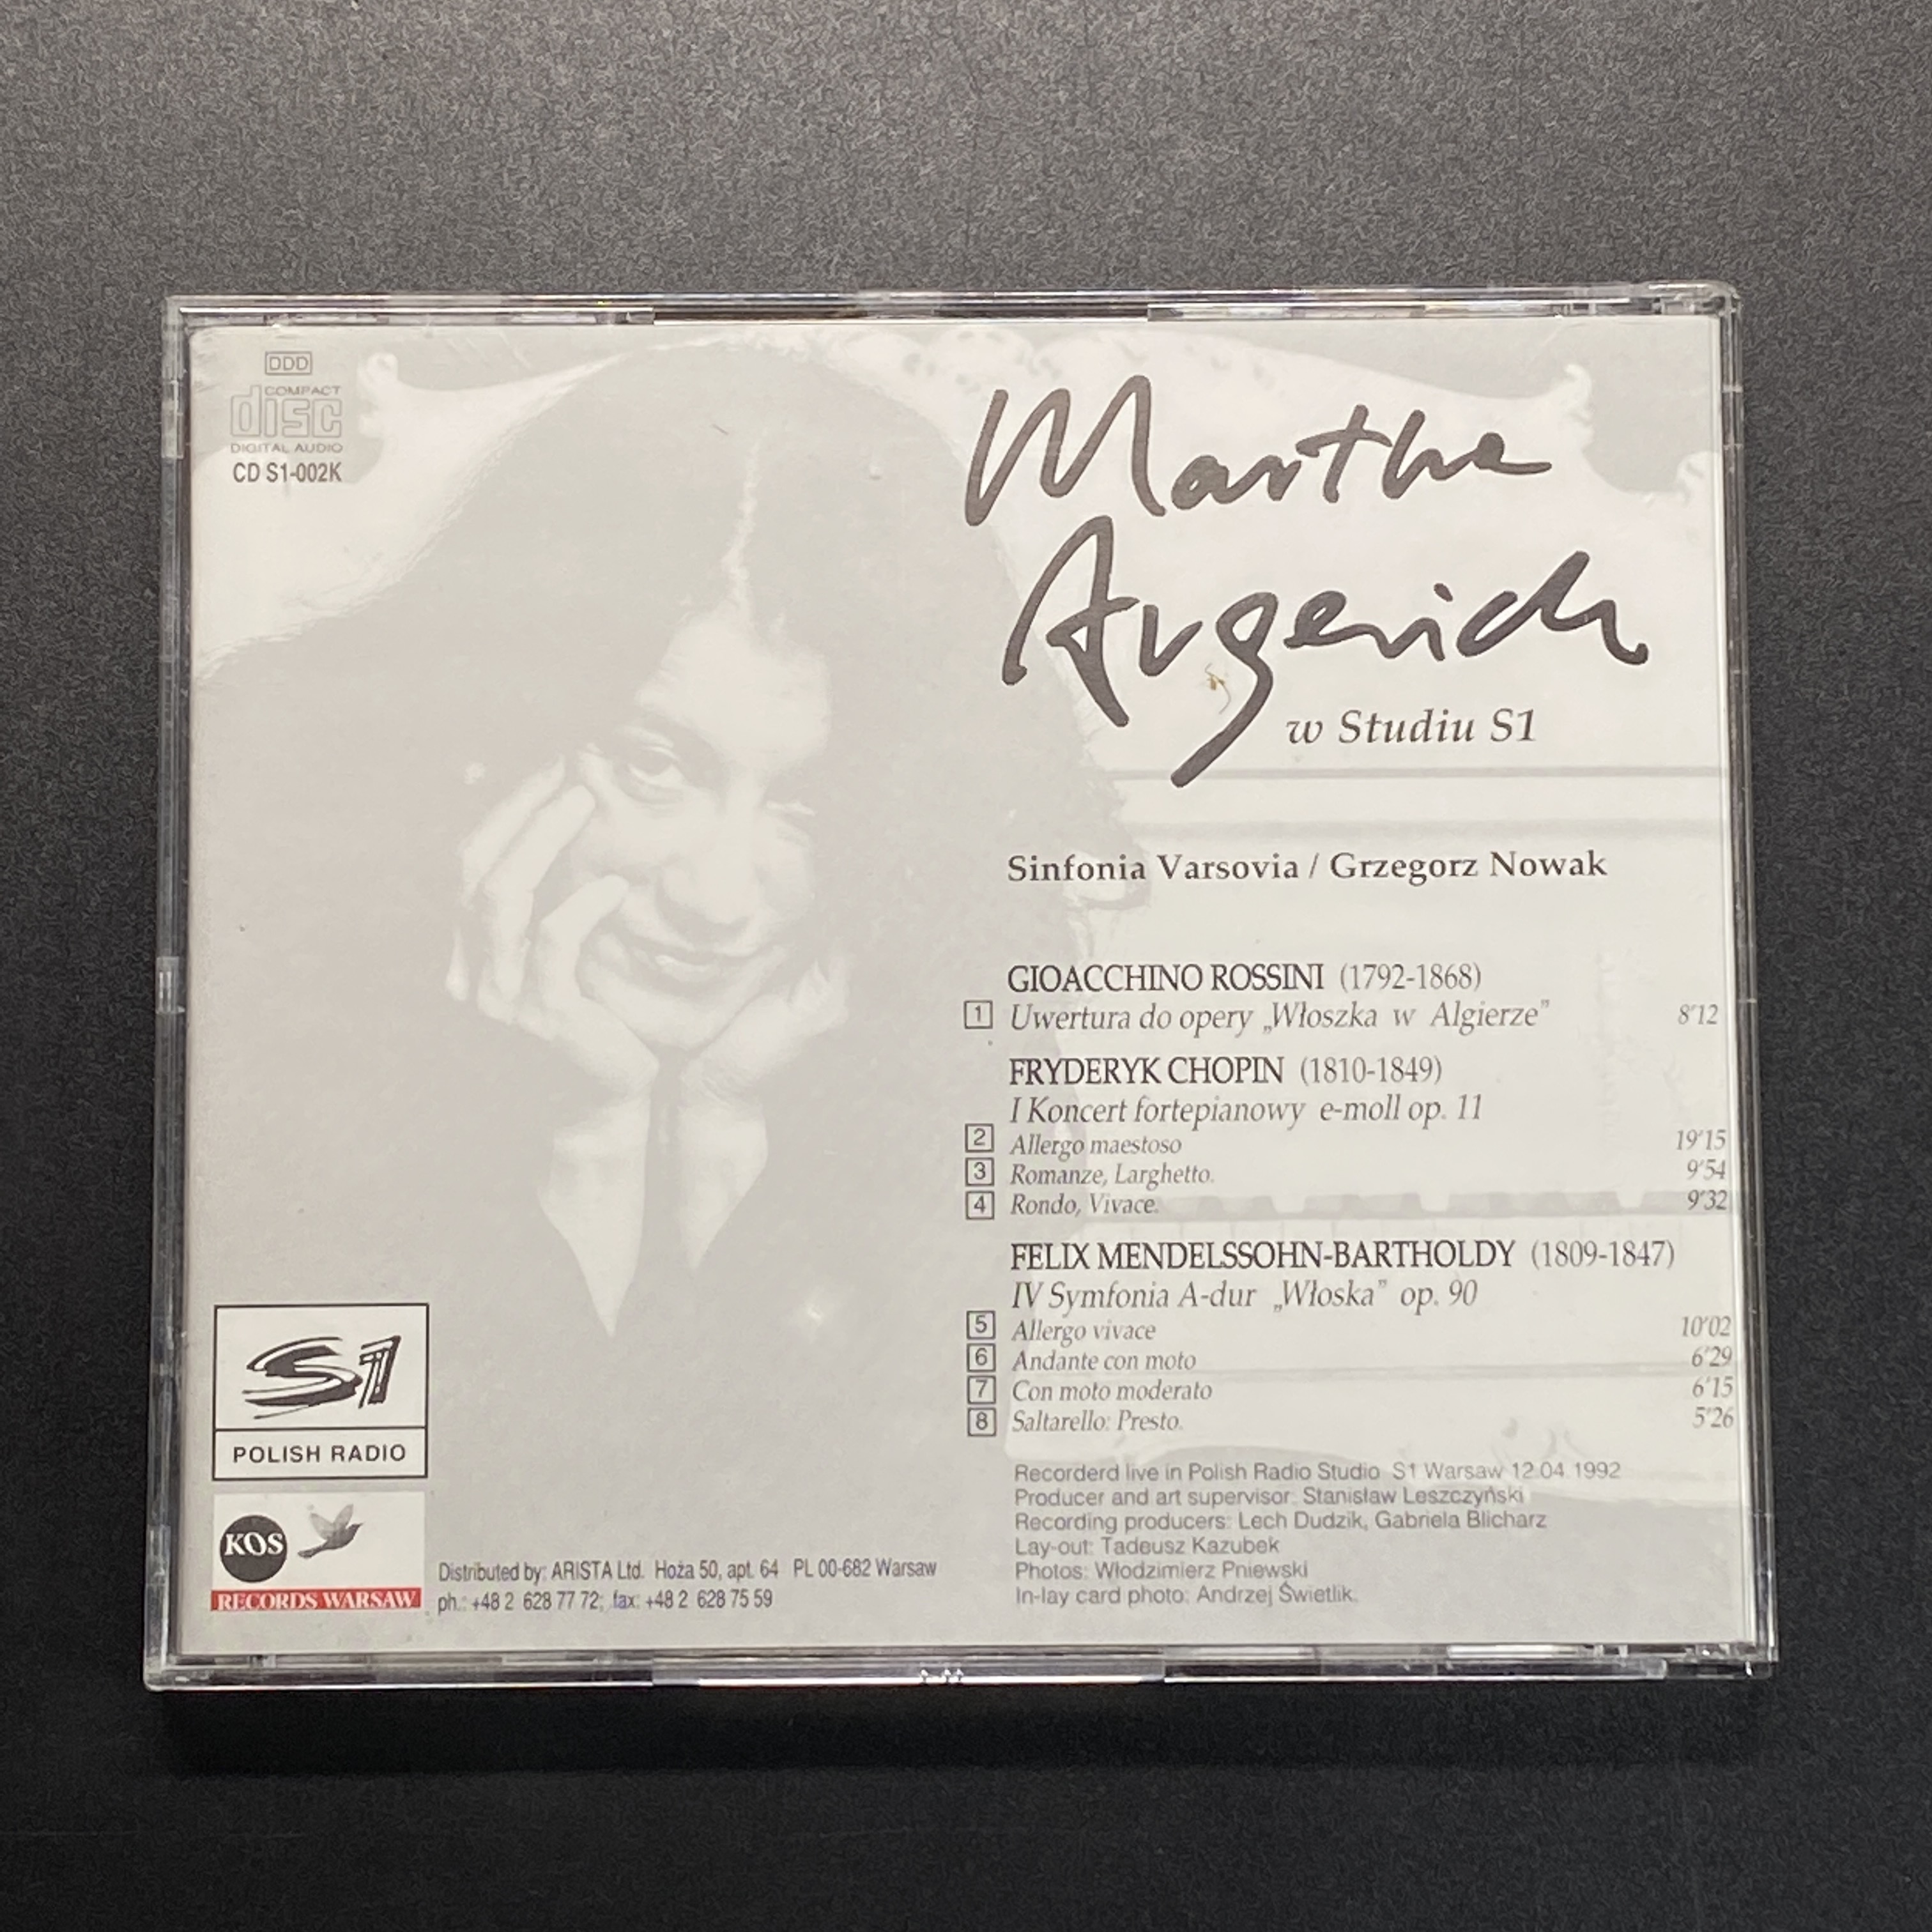 DDD
COMPACT
disc
DIGITAL AUDIO
CD S1-002K
Martha
Argerich
w Studiu S1
Sinfonia Varsovia / Grzegorz Nowak
GIOACCHINO ROSSINI (1792-1868)
1 Uwertura do opery „Włoszka w Algierze” 8'12
FRYDERYK CHOPIN (1810-1849)
I Koncert fortepianowy e-moll op. 11
2 Allergo maestoso 19'15
3 Romanze, Larghetto. 9'54
4 Rondo, Vivace. 9'32
FELIX MENDELSSOHN-BARTHOLDY (1809-1847)
IV Symfonia A-dur „Włoska” op. 90
5 Allergo vivace 10'02
6 Andante con moto 6'29
7 Con moto moderato 6'15
8 Saltarello: Presto. 5'26
Recorderd live in Polish Radio Studio S1 Warsaw 12.04.1992
Producer and art supervisor: Stanisław Leszczyński
Recording producers: Lech Dudzik, Gabriela Blicharz
Lay-out: Tadeusz Kazubek
Photos: Włodzimierz Pniewski
In-lay card photo: Andrzej Świetlik.
S1
POLISH RADIO
KOS
RECORDS WARSAW
Distributed by: ARISTA Ltd. Hoża 50, apt. 64 PL 00-682 Warsaw
ph.: +48 2 628 77 72; fax: +48 2 628 75 59